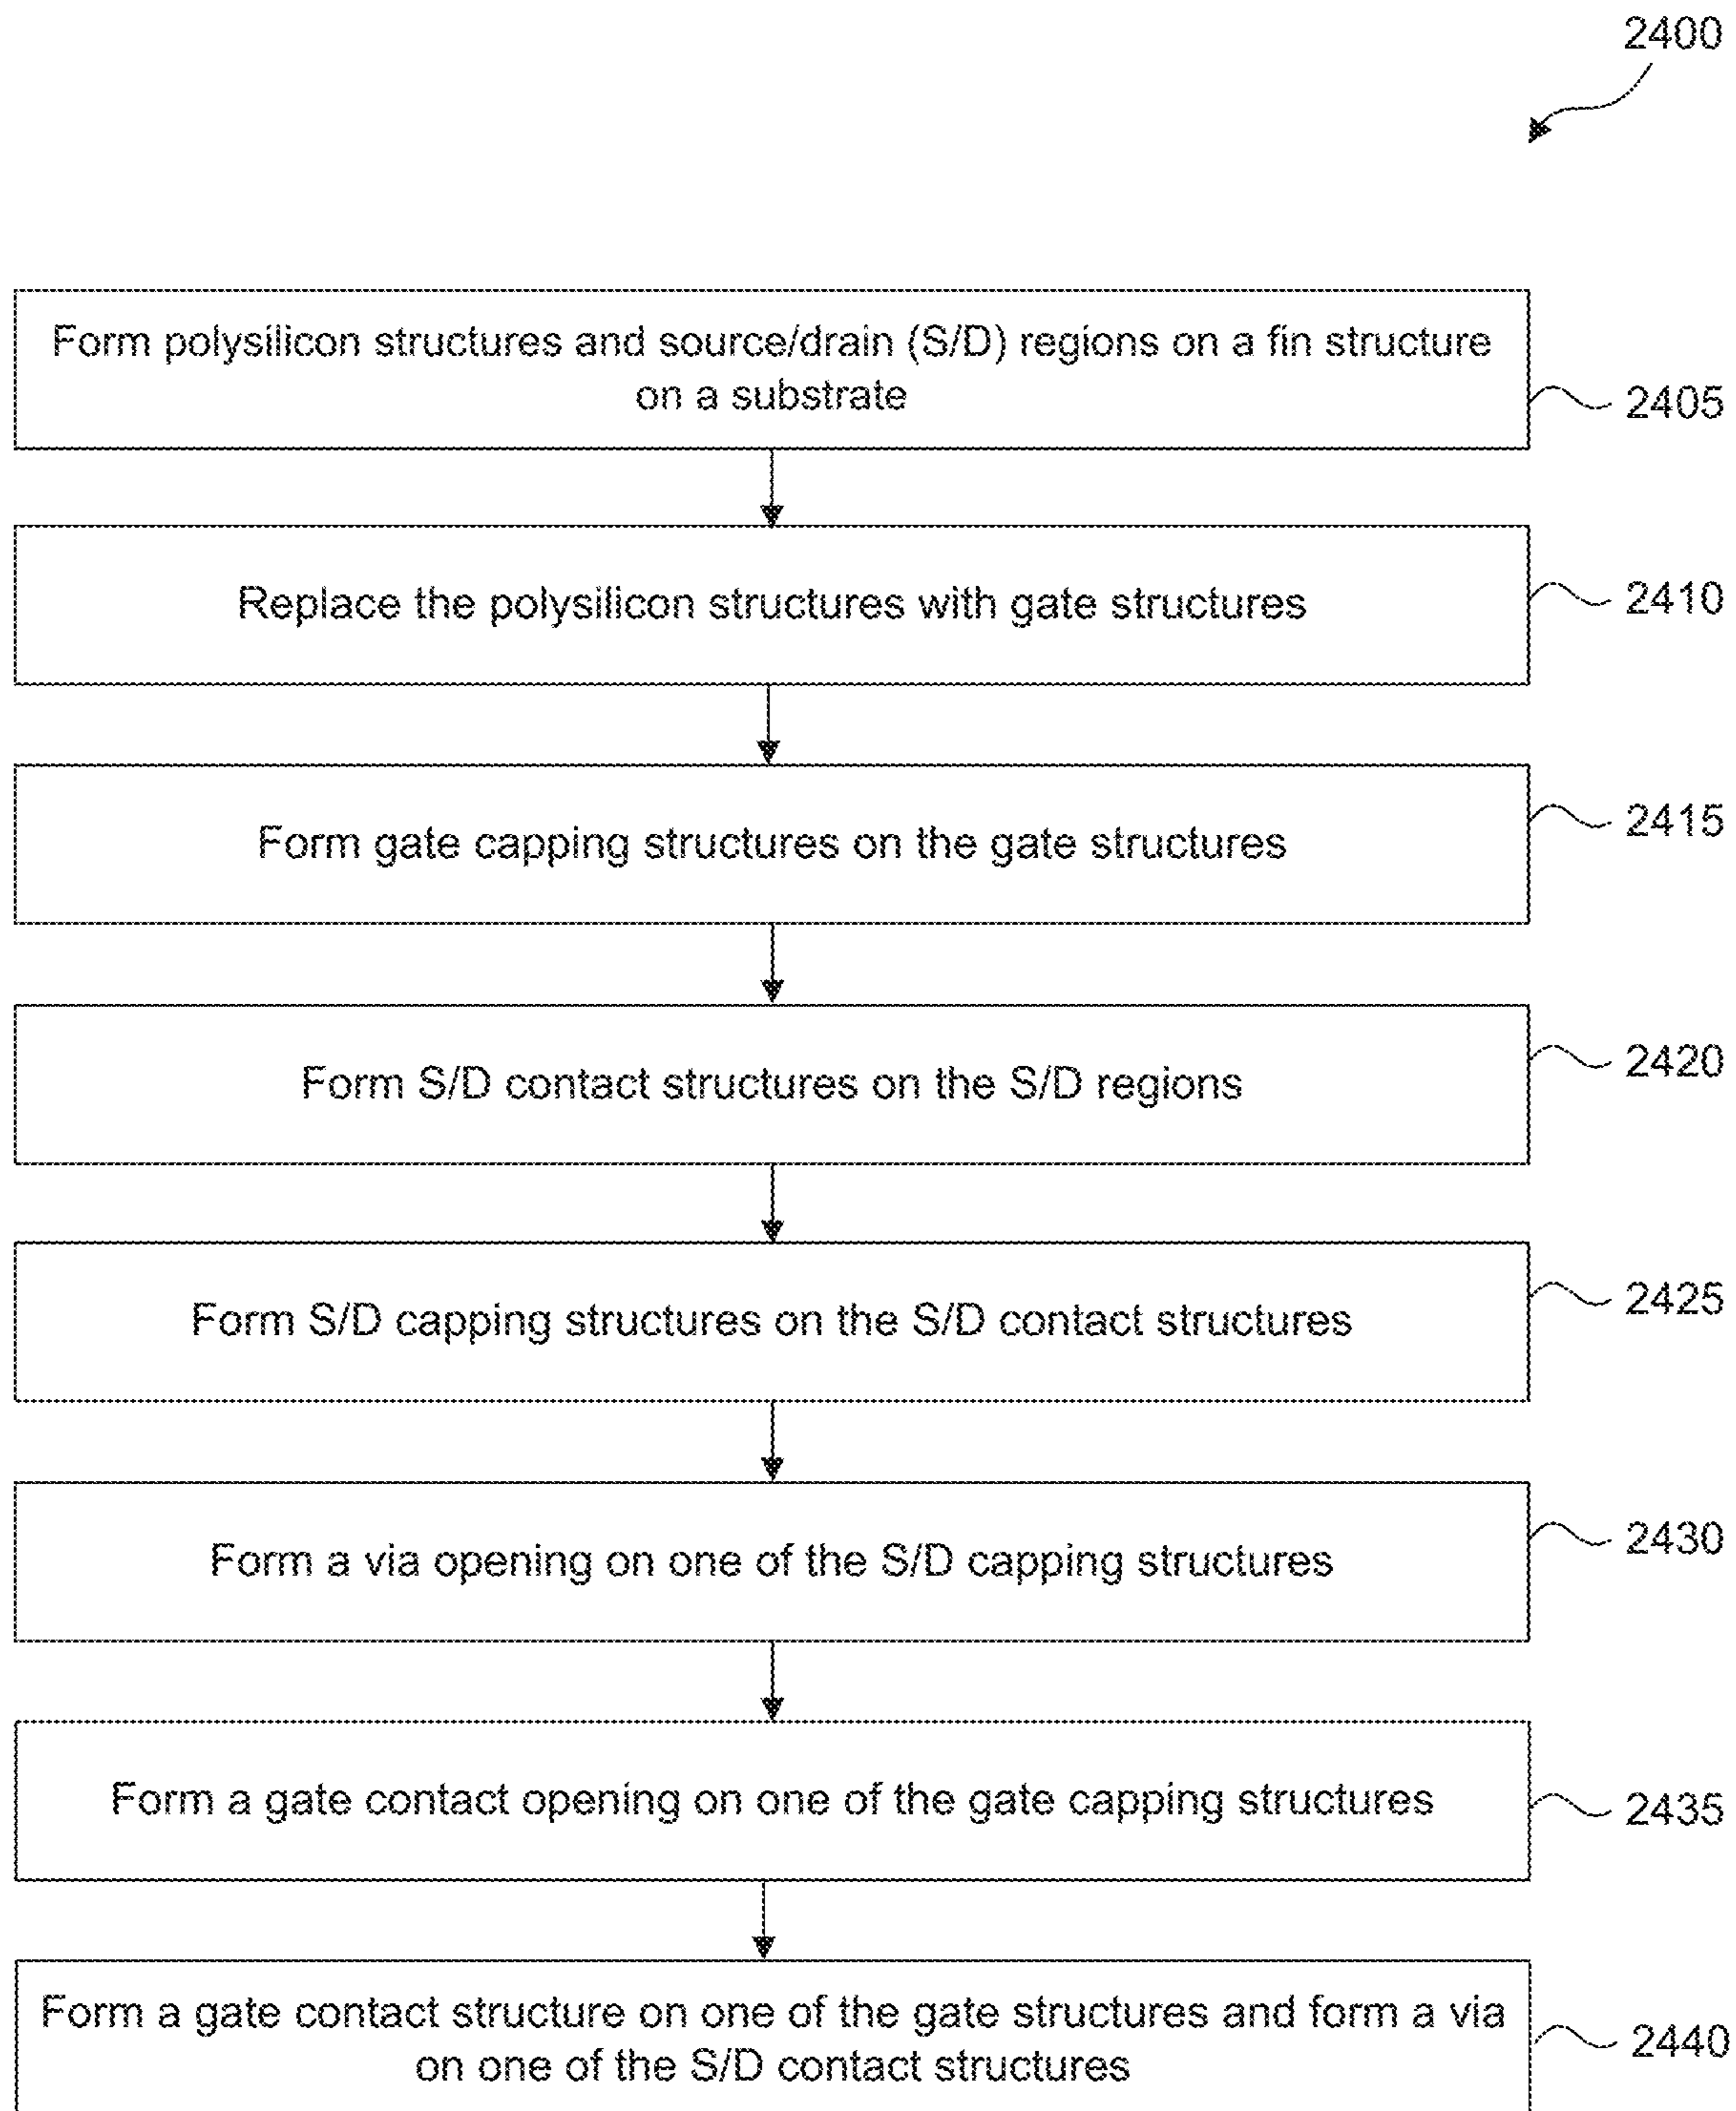 2400
Form polysilicon structures and source/drain (S/D) regions on a fin structure
on a substrate
2405
Replace the polysilicon structures with gate structures
2410
Form gate capping structures on the gate structures
2415
Form S/D contact structures on the S/D regions
2420
Form S/D capping structures on the S/D contact structures
2425
Form a via opening on one of the S/D capping structures
2430
Form a gate contact opening on one of the gate capping structures
2435
Form a gate contact structure on one of the gate structures and form a via
on one of the S/D contact structures
2440